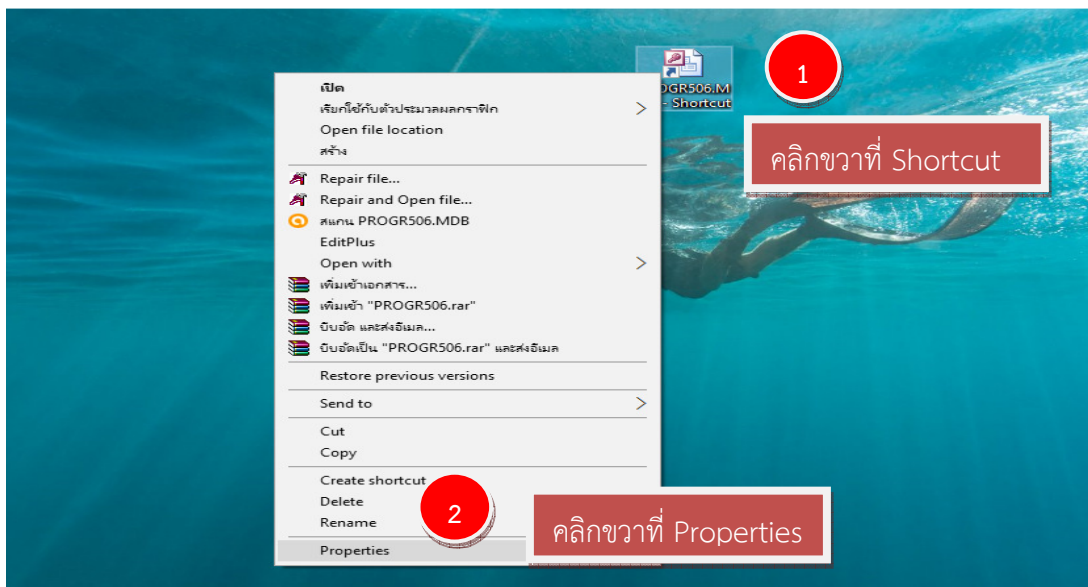 OGR506.M
- Shortcut
1
คลิกขวาที่ Shortcut
เปิด
เรียกใช้กับตัวประมวลผลกราฟิก
Open file location
สร้าง
Repair file...
Repair and Open file...
สแกน PROGR506.MDB
EditPlus
Open with
เพิ่มเข้าเอกสาร...
เพิ่มเข้า "PROGR506.rar"
บีบอัด และส่งอีเมล...
บีบอัดเป็น "PROGR506.rar" และส่งอีเมล
Restore previous versions
Send to
Cut
Copy
Create shortcut
Delete
Rename
Properties
2
คลิกขวาที่ Properties